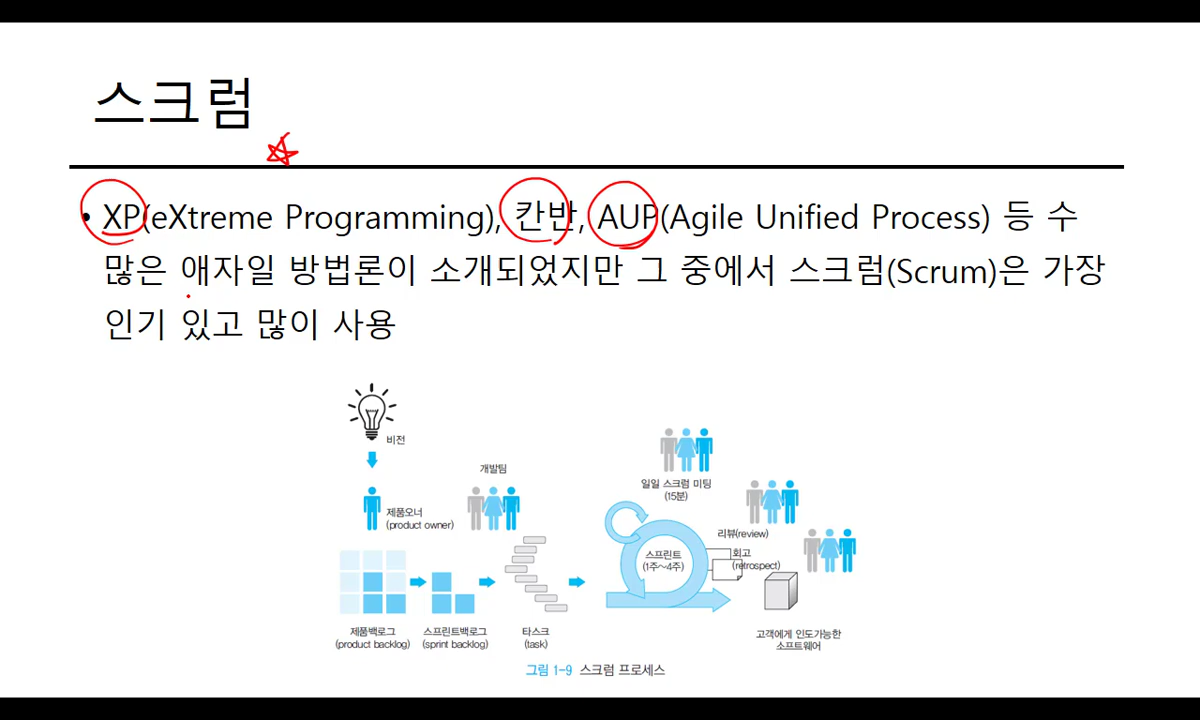 스크럼
• XP(eXtreme Programming), 칸반, AUP(Agile Unified Process) 등 수
많은 애자일 방법론이 소개되었지만 그 중에서 스크럼(Scrum)은 가장
인기 있고 많이 사용
비전
개발팀
제품오너
(product owner)
일일 스크럼 미팅
(15분)
리뷰(review)
회고
(retrospect)
스프린트
(1주~4주)
제품백로그
(product backlog)
스프린트백로그
(sprint backlog)
타스크
(task)
고객에게 인도가능한
소프트웨어
그림 1-9 스크럼 프로세스